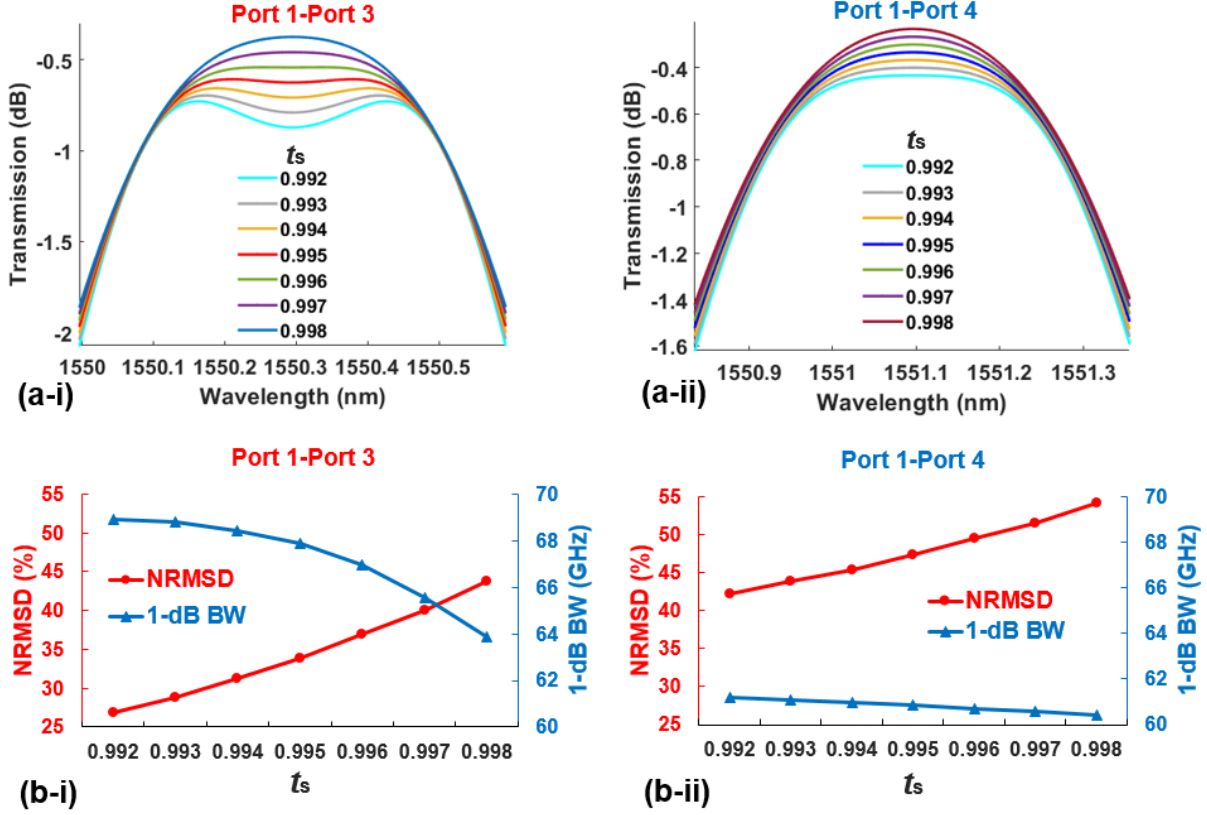 Port 1-Port 3
Transmission (dB)
-0.5
-1
-1.5
-2
ts
0.992
0.993
0.994
0.995
0.996
0.997
0.998
1550 1550.1 1550.2 1550.3 1550.4 1550.5
Wavelength (nm)
(a-i)
Port 1-Port 4
Transmission (dB)
-0.4
-0.6
-0.8
-1
-1.2
-1.4
-1.6
ts
0.992
0.993
0.994
0.995
0.996
0.997
0.998
1550.9 1551 1551.1 1551.2 1551.3
Wavelength (nm)
(a-ii)
Port 1-Port 3
NRMSD (%)
55
50
45
40
35
30
25
NRMSD
1-dB BW
70
68
66
64
62
60
1-dB BW (GHz)
0.992 0.993 0.994 0.995 0.996 0.997 0.998
ts
(b-i)
Port 1-Port 4
NRMSD (%)
55
50
45
40
35
30
25
NRMSD
1-dB BW
70
68
66
64
62
60
1-dB BW (GHz)
0.992 0.993 0.994 0.995 0.996 0.997 0.998
ts
(b-ii)